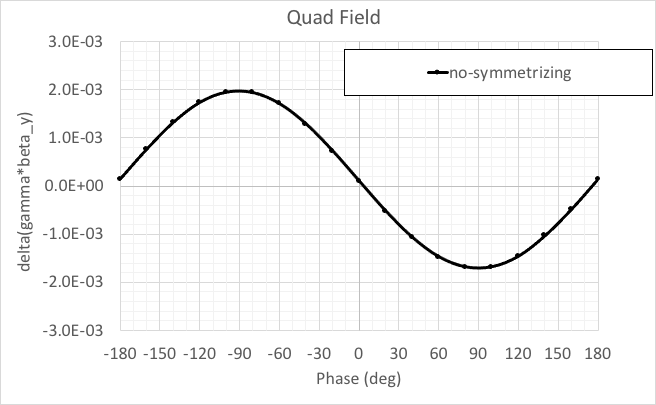 Quad Field
no-symmetrizing
delta(gamma*beta_y)
3.0E-03
2.0E-03
1.0E-03
0.0E+00
-1.0E-03
-2.0E-03
-3.0E-03
-180 -150 -120 -90 -60 -30 0 30 60 90 120 150 180
Phase (deg)